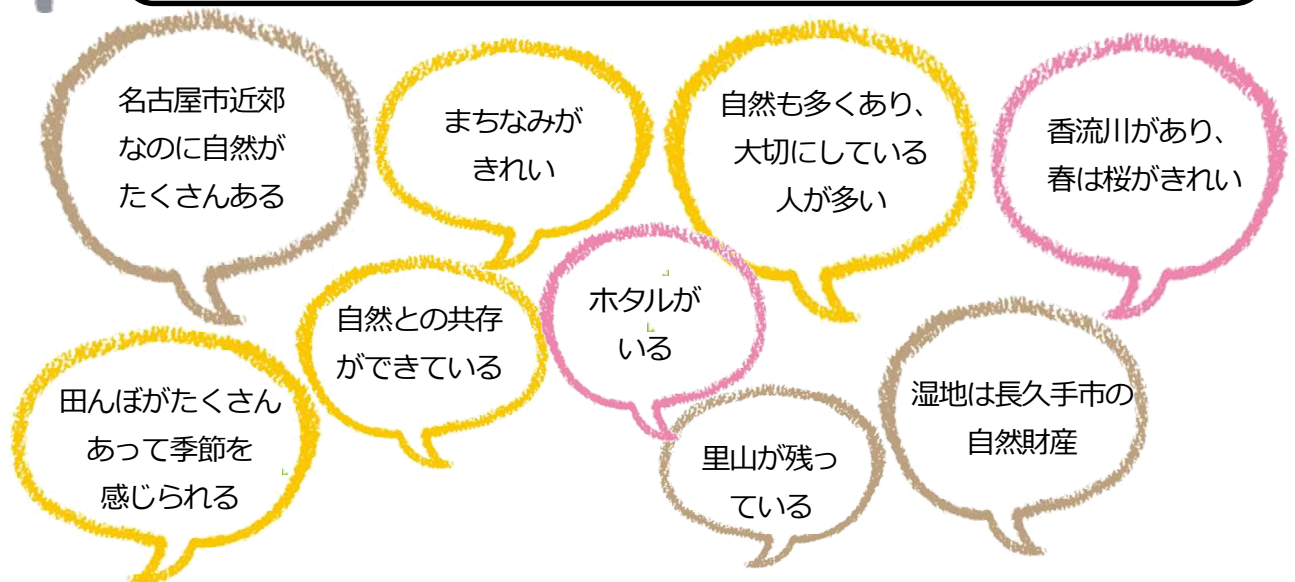 名古屋市近郊
なのに自然が
たくさんある
まちなみが
きれい
自然も多くあり、
大切にしている
人が多い
香流川があり、
春は桜がきれい
自然との共存
ができている
ホタルが
いる
田んぼがたくさん
あって季節を
感じられる
里山が残っ
ている
湿地は長久手市の
自然財産